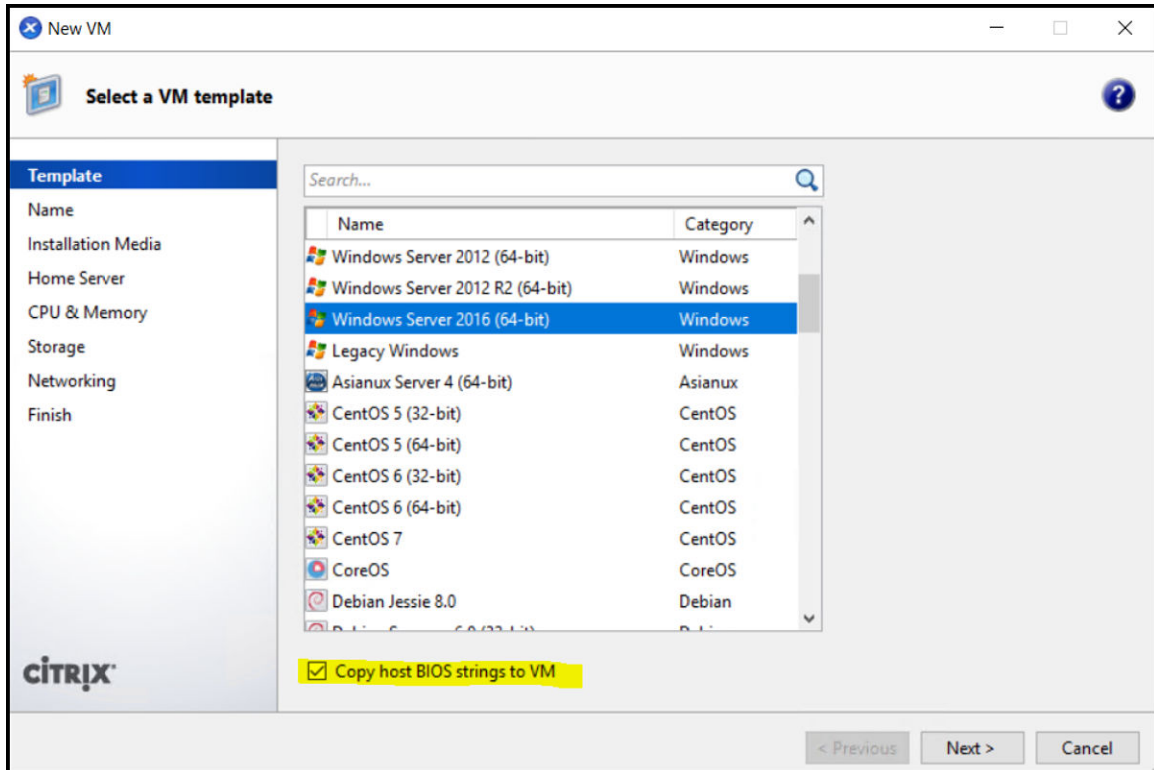 New VM
Select a VM template
?
Template
Name
Installation Media
Home Server
CPU & Memory
Storage
Networking
Finish
CİTRIX
Search...
Name Category
Windows Server 2012 (64-bit) Windows
Windows Server 2012 R2 (64-bit) Windows
Windows Server 2016 (64-bit) Windows
Legacy Windows Windows
Asianux Server 4 (64-bit) Asianux
CentOS 5 (32-bit) CentOS
CentOS 5 (64-bit) CentOS
CentOS 6 (32-bit) CentOS
CentOS 6 (64-bit) CentOS
CentOS 7 CentOS
CoreOS CoreOS
Debian Jessie 8.0 Debian
Copy host BIOS strings to VM
< Previous Next > Cancel